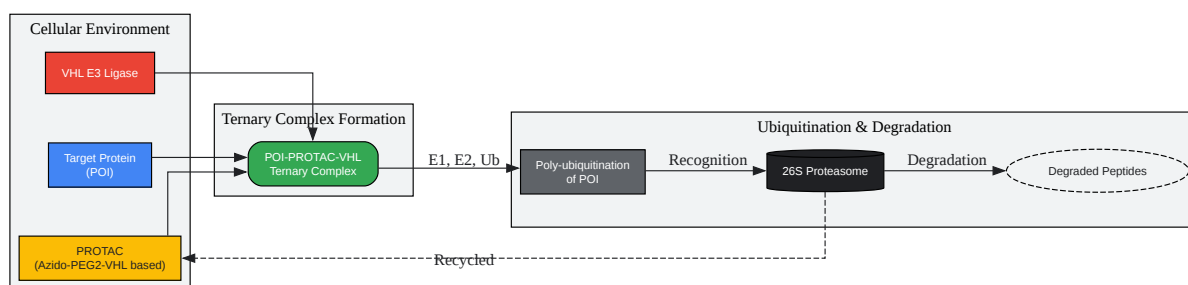 Cellular Environment
VHL E3 Ligase
Target Protein
(POI)
PROTAC
(Azido-PEG2-VHL based)
Ternary Complex Formation
POI-PROTAC-VHL
Ternary Complex
E1, E2, Ub
Ubiquitination & Degradation
Poly-ubiquitination
of POI
Recognition
26S Proteasome
Degradation
Degraded Peptides
Recycled